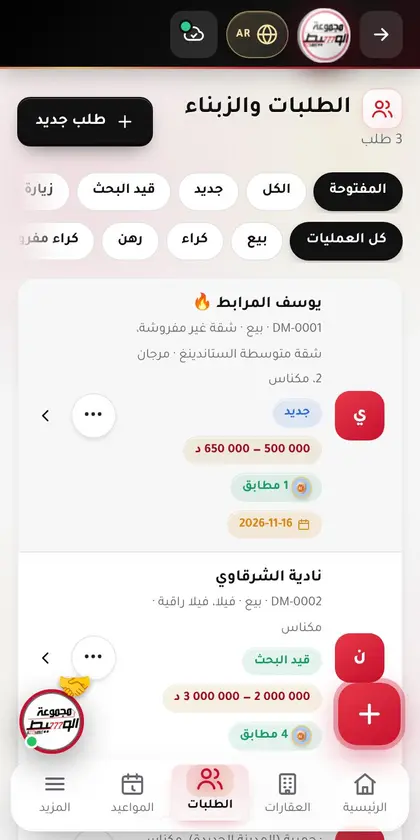 AR
مجموعة
الوسيط
الطلبات والزبناء
3 طلب
طلب جديد
المفتوحة
الكل
جديد
قيد البحث
زيارة
كل العمليات
بيع
كراء
رهن
كراء مفرو
يوسف المرابط 🔥
DM-0001 · بيع · شقة غير مفروشة،
شقة متوسطة الستاندينغ · مرجان
2، مكناس
ي
جديد
500 000 – 650 000 د
1 مطابق
2026-11-16
نادية الشرقاوي
DM-0002 · بيع · فيلا، فيلا راقية ·
مكناس
ن
قيد البحث
2 000 000 – 3 000 000 د
4 مطابق
مجموعة
الوسيط
الرئيسية
العقارات
الطلبات
المواعيد
المزيد